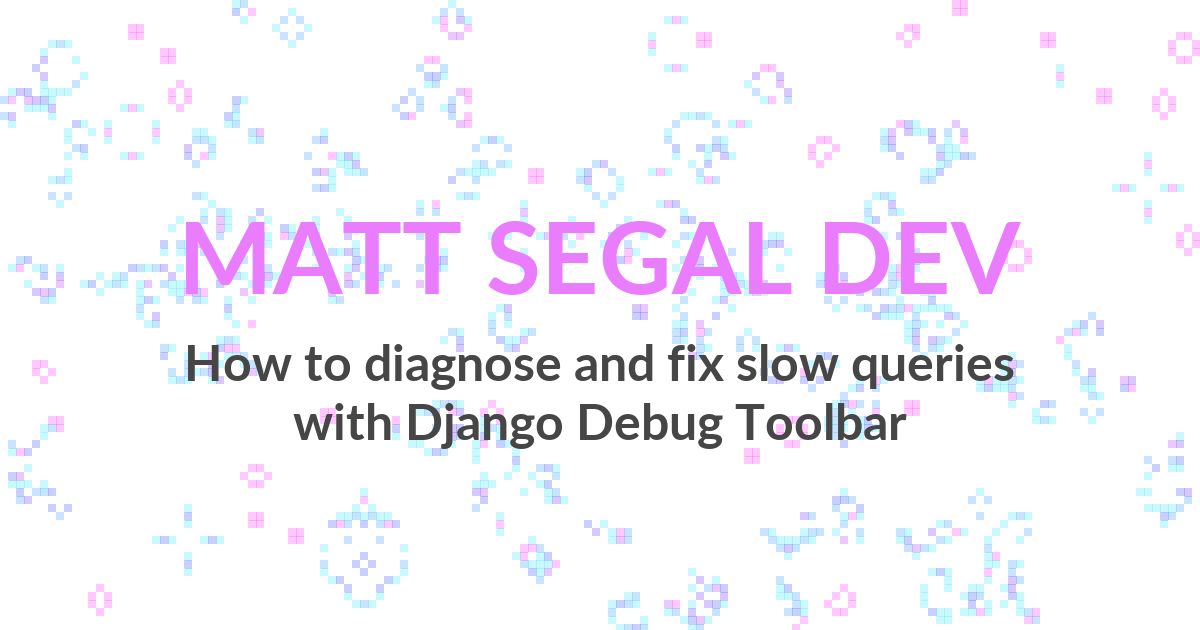 MATT SEGAL DEV
How to diagnose and fix slow queries
with Django Debug Toolbar